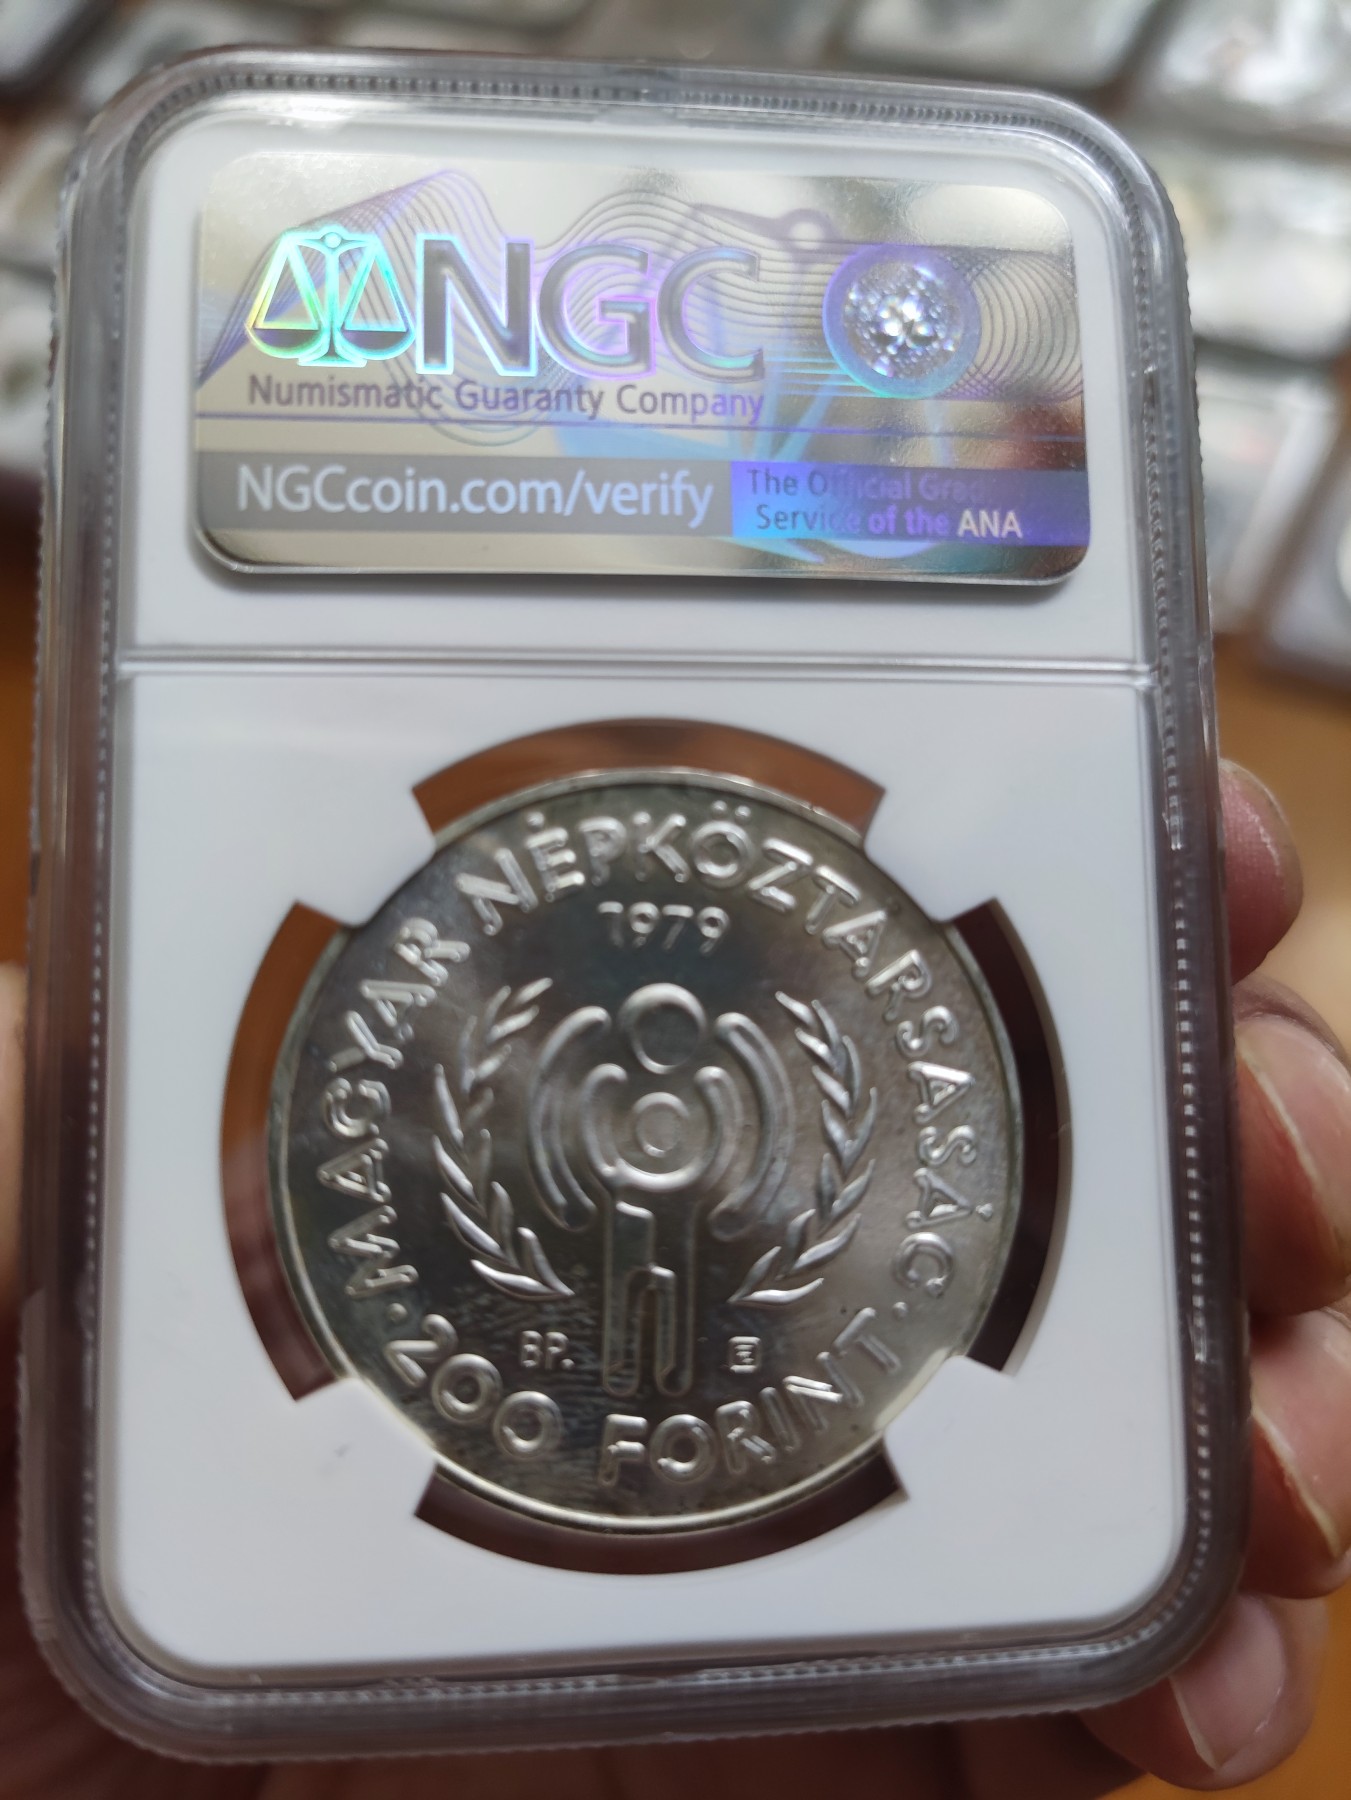 NGC
Numismatic Guaranty Company
NGCcoin.com/verify
The Official Grading
Service of the ANA
MAGYAR NÉPKÖZTÁRSASÁG
1979
BP.
• 200 FORINT •